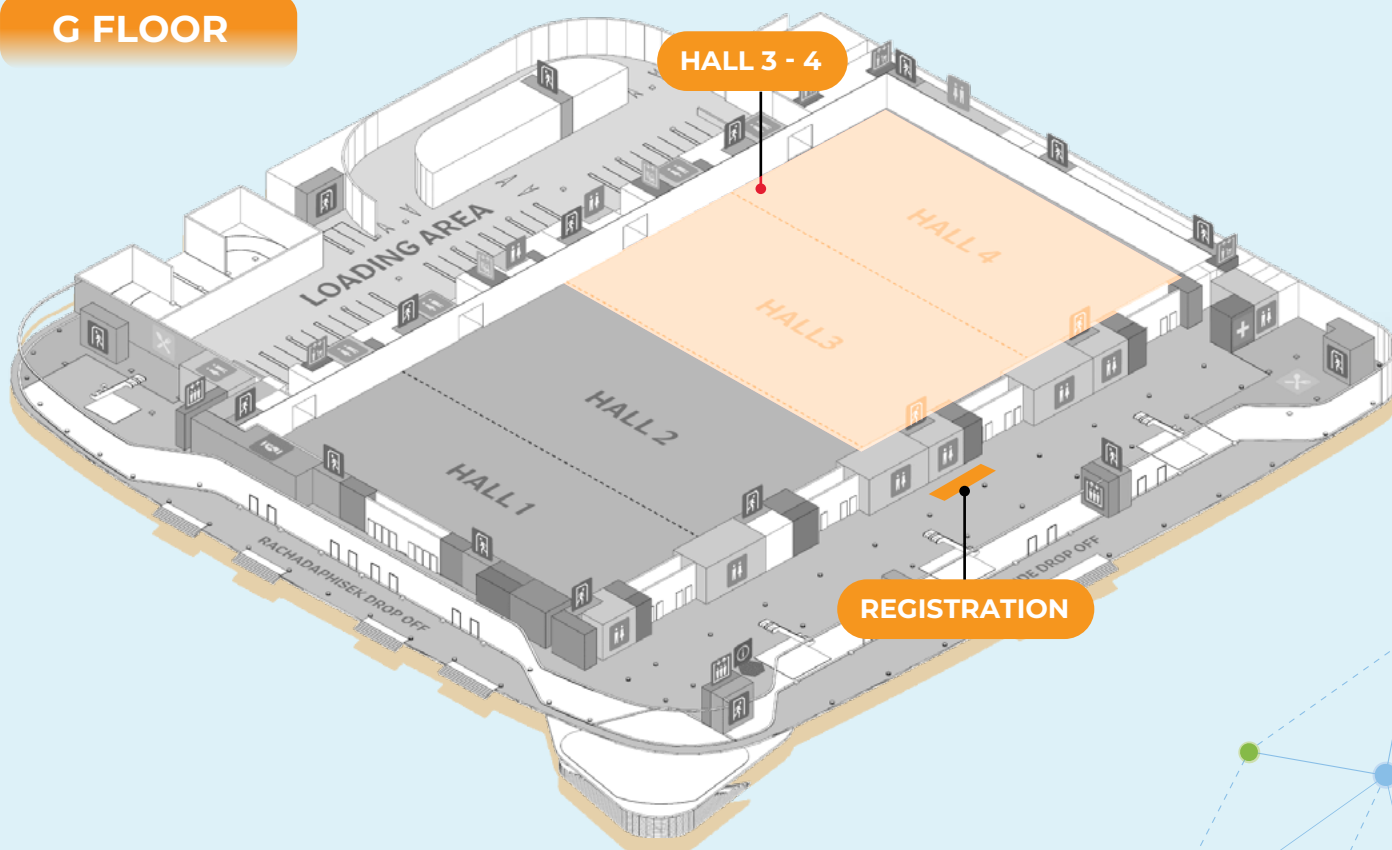 G FLOOR
HALL 3 - 4
LOADING AREA
HALL 4
HALL3
HALL 2
HALL 1
RACHADAPHISEK DROP OFF
DROP OFF
REGISTRATION